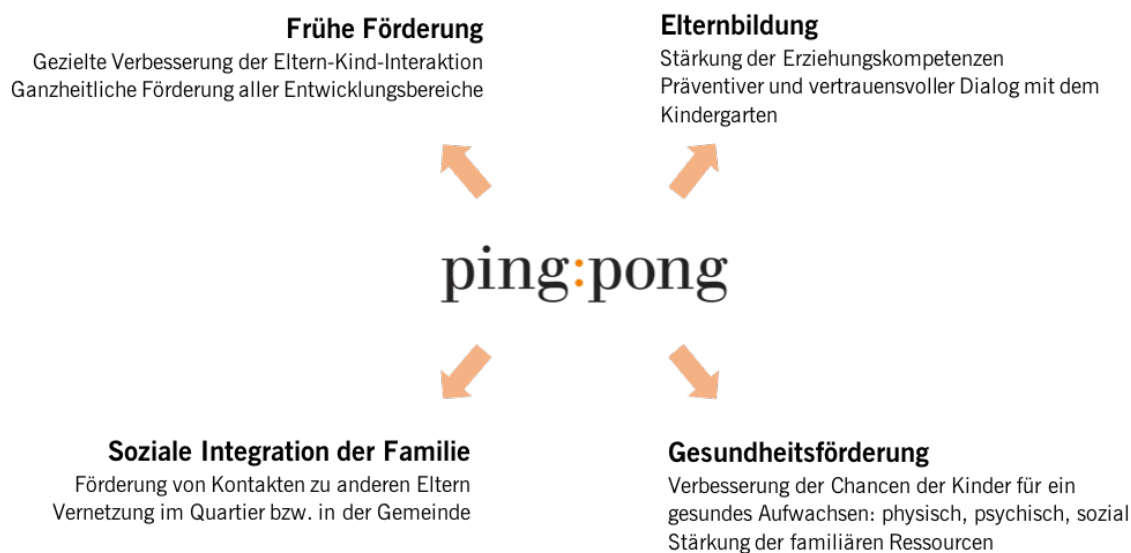 Frühe Förderung
Gezielte Verbesserung der Eltern-Kind-Interaktion
Ganzheitliche Förderung aller Entwicklungsbereiche
Elternbildung
Stärkung der Erziehungskompetenzen
Präventiver und vertrauensvoller Dialog mit dem
Kindergarten
ping:pong
Soziale Integration der Familie
Förderung von Kontakten zu anderen Eltern
Vernetzung im Quartier bzw. in der Gemeinde
Gesundheitsförderung
Verbesserung der Chancen der Kinder für ein
gesundes Aufwachsen: physisch, psychisch, sozial
Stärkung der familiären Ressourcen